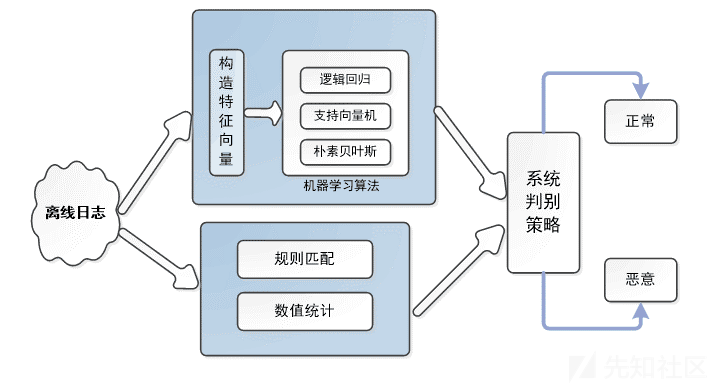 离线日志
构
造
特
征
向
量
逻辑回归
支持向量机
朴素贝叶斯
机器学习算法
规则匹配
数值统计
系统
判别
策略
正常
恶意
先知社区